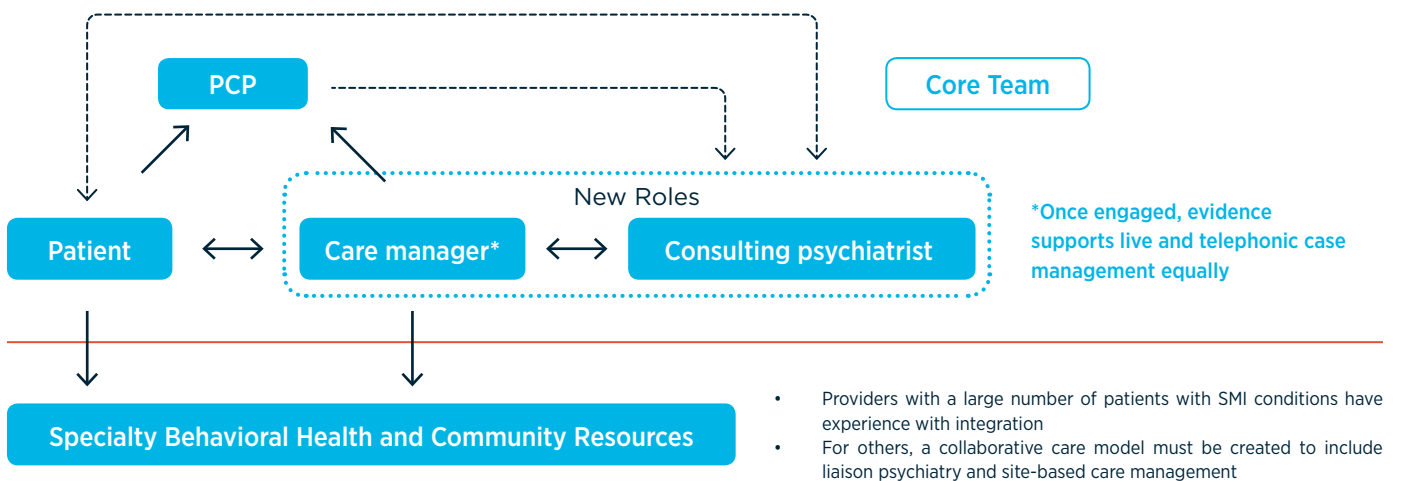 PCP
Core Team
New Roles
Patient
Care manager*
Consulting psychiatrist
*Once engaged, evidence
supports live and telephonic case
management equally
Specialty Behavioral Health and Community Resources
• Providers with a large number of patients with SMI conditions have
experience with integration
• For others, a collaborative care model must be created to include
liaison psychiatry and site-based care management